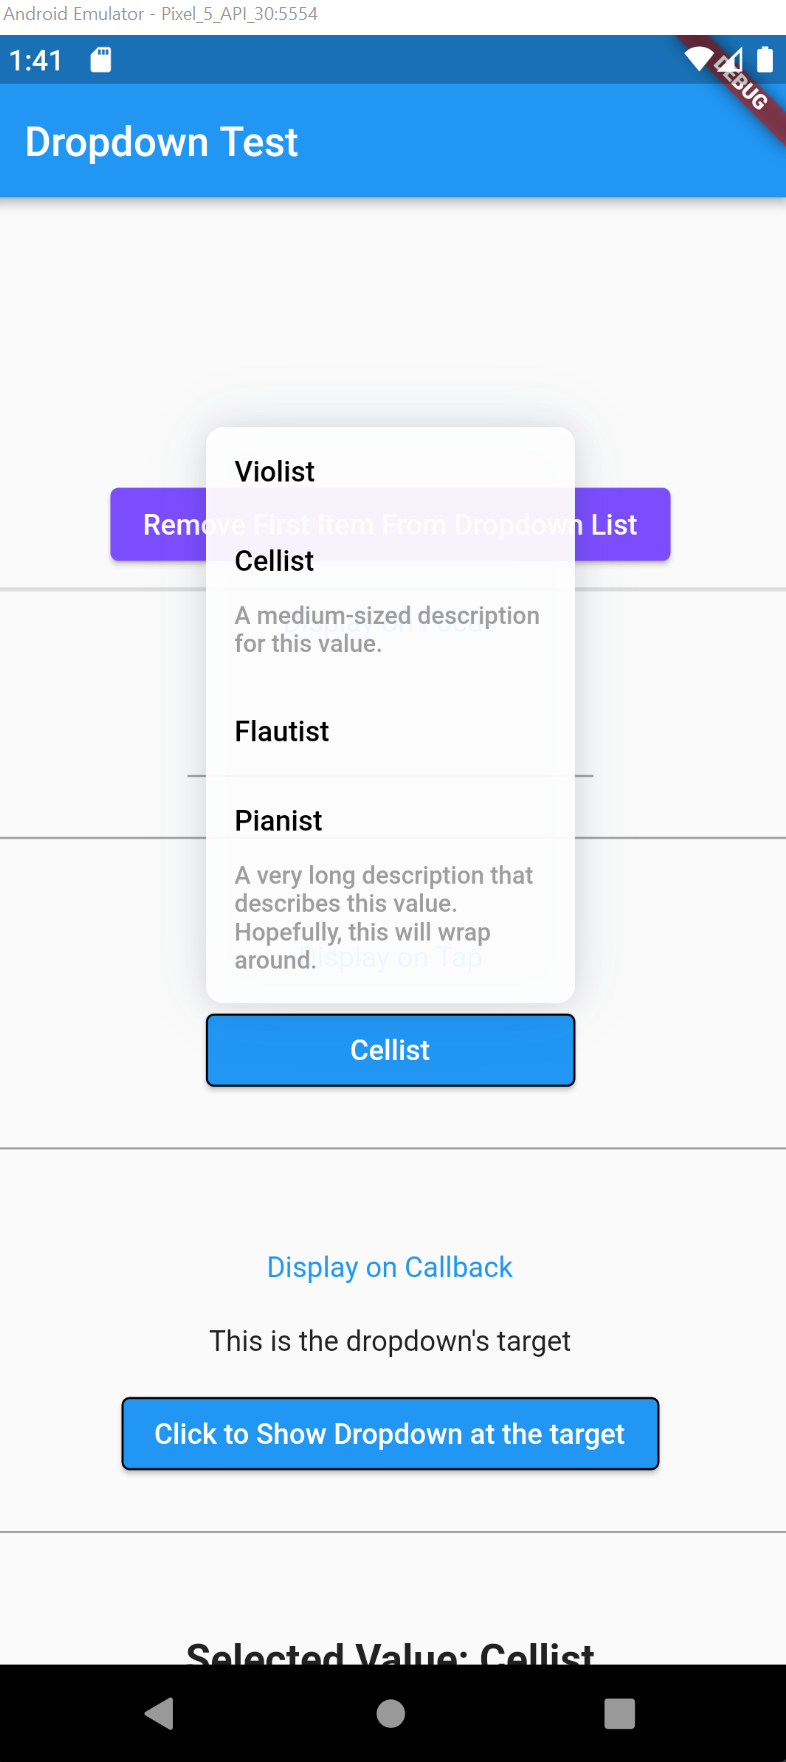 Android Emulator - Pixel_5_API_30:5554
1:41
DEBUG
Dropdown Test
Violist
Remove First Item From Dropdown List
Cellist
A medium-sized description
for this value.
Flautist
Pianist
A very long description that
describes this value.
Hopefully, this will wrap
around.
Display on Tap
Cellist
Display on Callback
This is the dropdown's target
Click to Show Dropdown at the target
Selected Value: Cellist